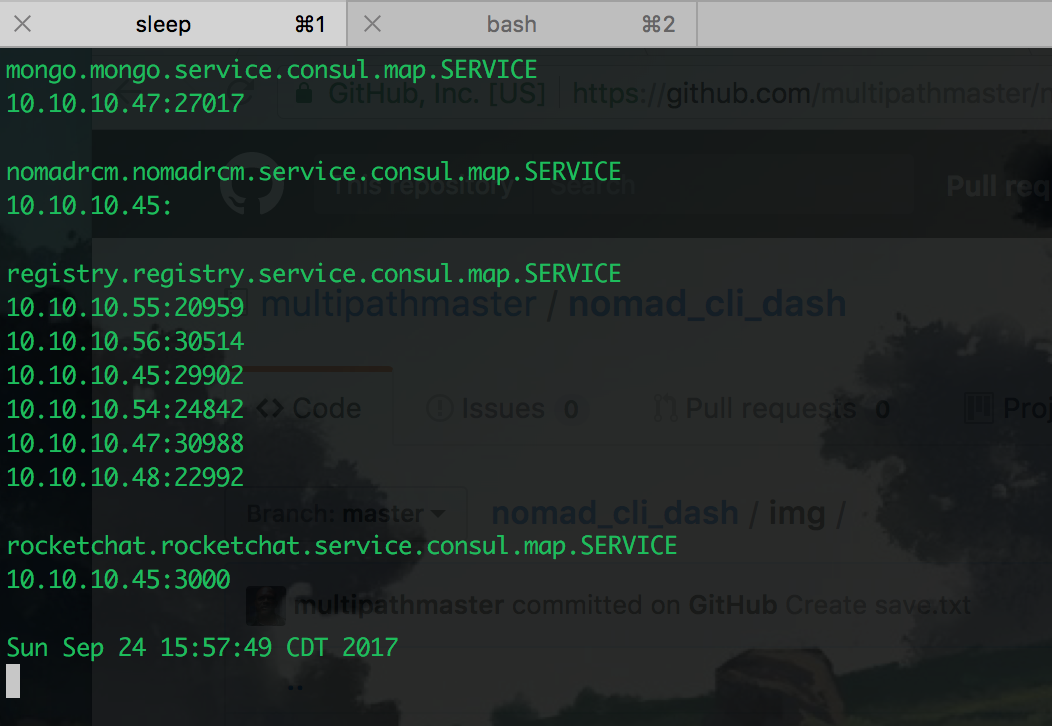 sleep ⌘1 bash ⌘2
mongo.mongo.service.consul.map.SERVICE
GitHub, Inc. [US] https://github.com/multipathmaster/
10.10.10.47:27017
nomadrcm.nomadrcm.service.consul.map.SERVICE
This repository Search Pull req
10.10.10.45:
registry.registry.service.consul.map.SERVICE
10.10.10.55:20959
multipathmaster / nomad_cli_dash
10.10.10.56:30514
10.10.10.45:29902
10.10.10.54:24842
<> Code Issues 0 Pull requests 0 Proj
10.10.10.47:30988
10.10.10.48:22992
Branch: master nomad_cli_dash / img /
rocketchat.rocketchat.service.consul.map.SERVICE
10.10.10.45:3000
multipathmaster committed on GitHub Create save.txt
Sun Sep 24 15:57:49 CDT 2017
..